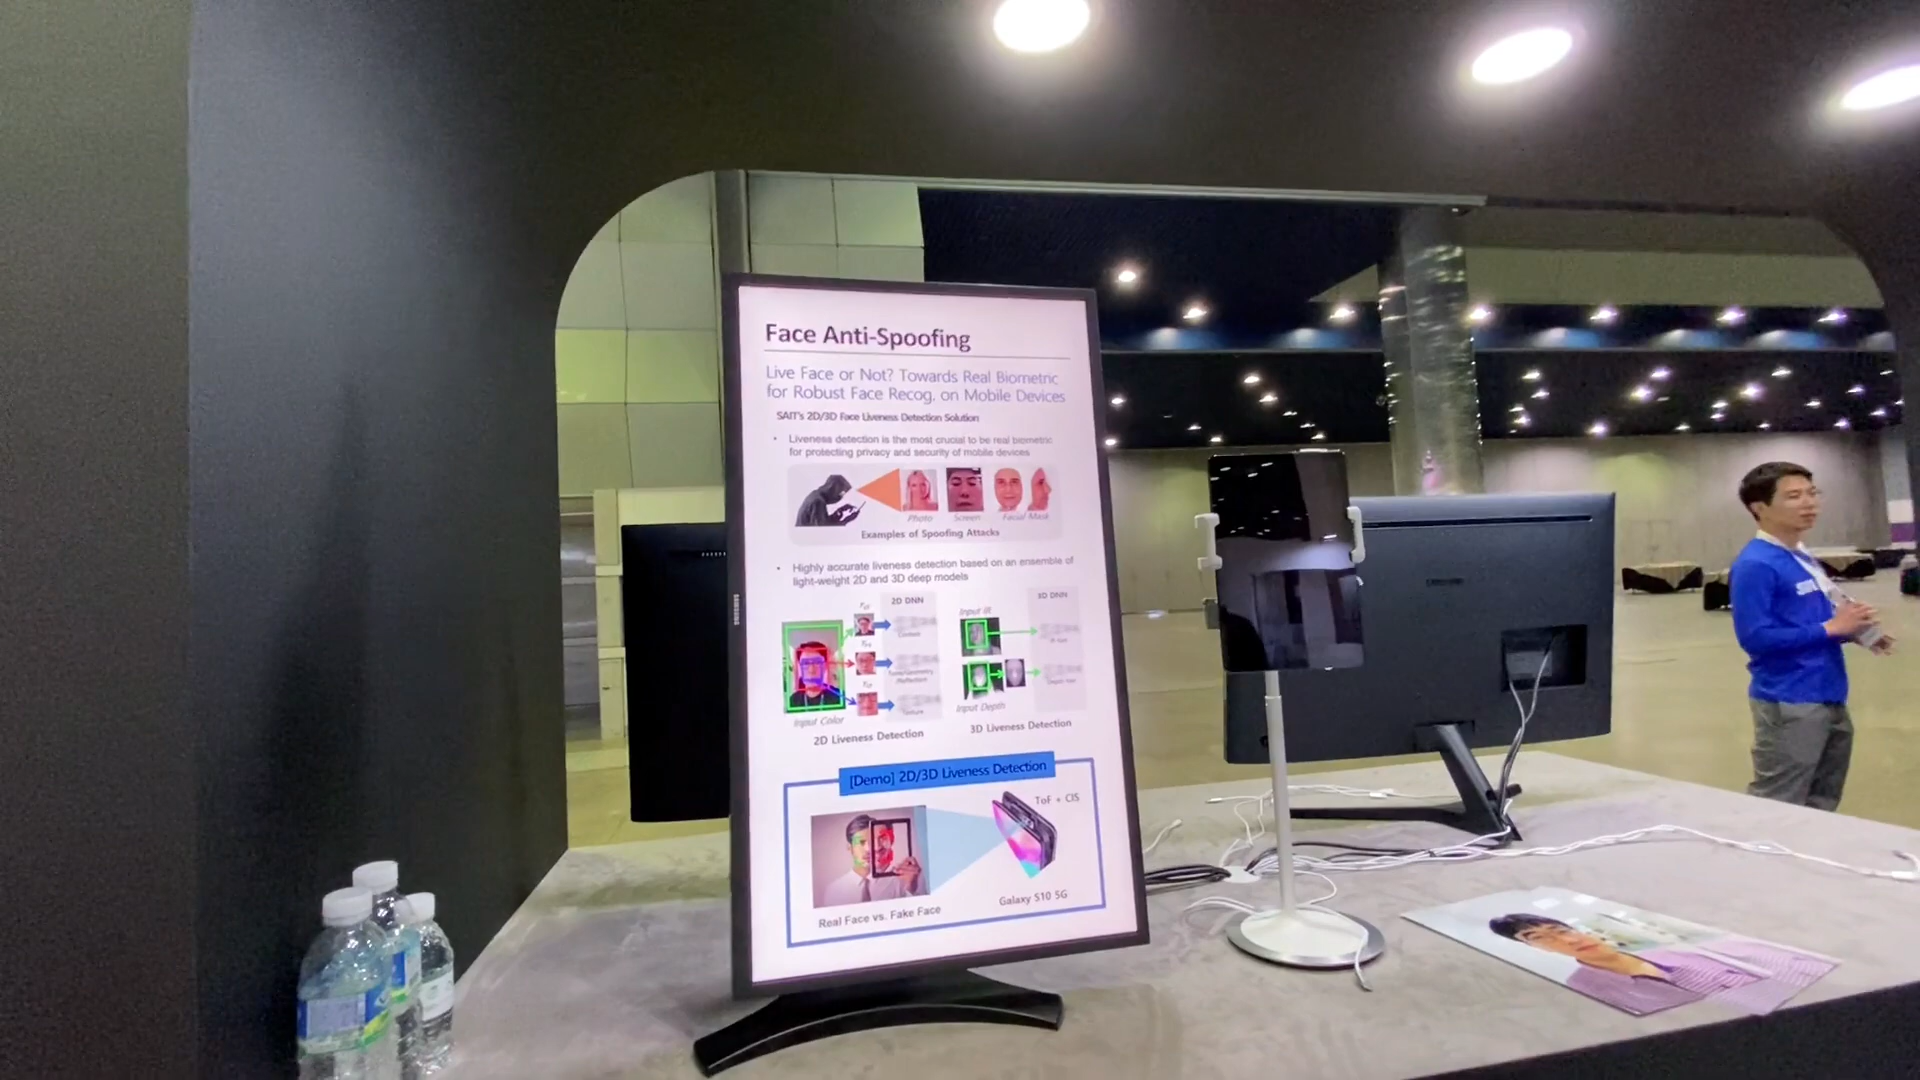 Face Anti-Spoofing
Live Face or Not? Towards Real Biometric
for Robust Face Recog. on Mobile Devices
SAIT's 2D/3D Face Liveness Detection Solution
• Liveness detection is the most crucial to be real biometric
for protecting privacy and security of mobile devices
Photo Screen Facial Mask
Examples of Spoofing Attacks
• Highly accurate liveness detection based on an ensemble of
light-weight 2D and 3D deep models
2D DNN
3D DNN
Input IR
Context
Texture
Input Color
Input Depth
2D Liveness Detection
3D Liveness Detection
[Demo] 2D/3D Liveness Detection
ToF + CIS
Galaxy S10 5G
Real Face vs. Fake Face
SAMSUNG